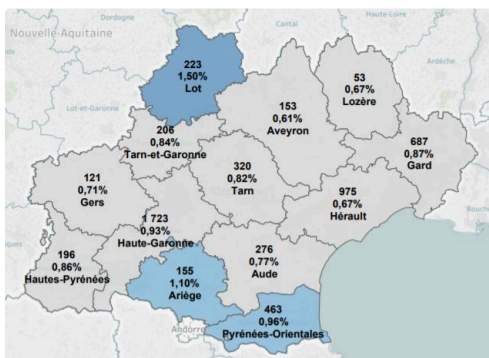 Dordogne
Cantal
Haute-Loire
Nouvelle-Aquitaine
Ardèche
223
1,50%
Lot
53
0,67%
Lozère
Lot-et-Garonne
153
0,61%
Aveyron
206
0,84%
Tarn-et-Garonne
687
0,87%
Gard
320
0,82%
Tarn
121
0,71%
Gers
975
0,67%
Hérault
1 723
0,93%
Haute-Garonne
196
0,86%
Hautes-Pyrénées
276
0,77%
Aude
155
1,10%
Ariège
463
0,96%
Pyrénées-Orientales
Andorre